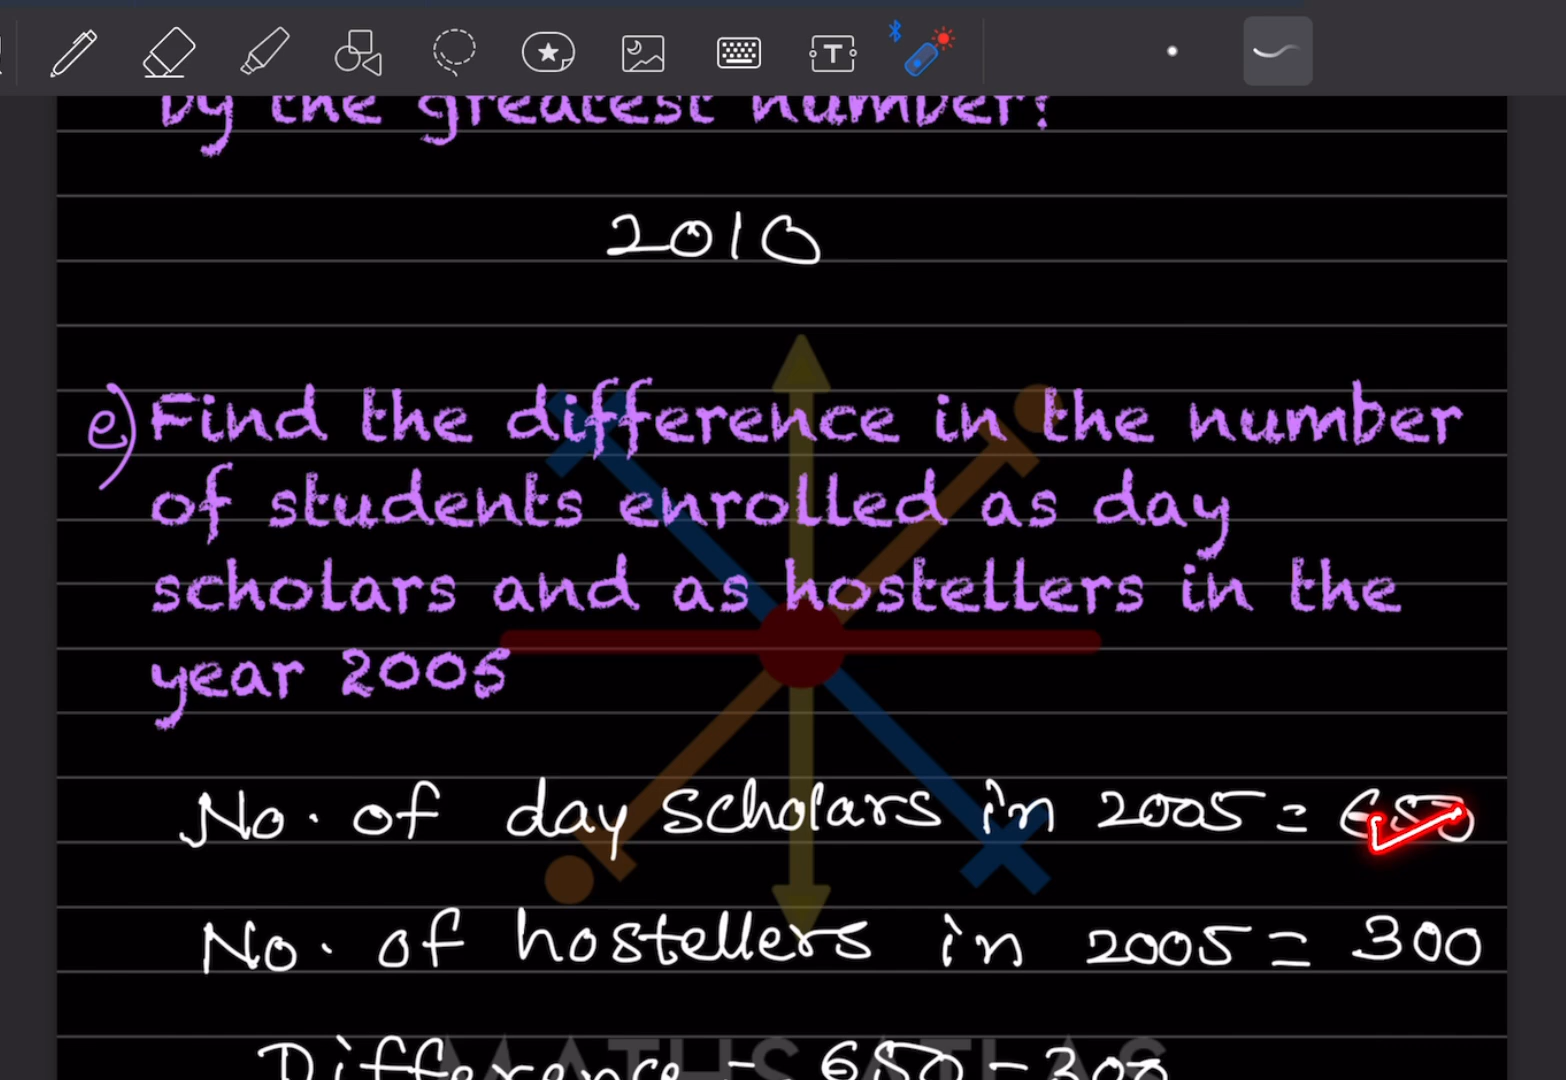 by the greatest number?
2010
e) Find the difference in the number
of students enrolled as day
scholars and as hostellers in the
year 2005
No. of day scholars in 2005 = 650
No. of hostellers in 2005 = 300
Difference = 650 - 300
MATHS ATLAS